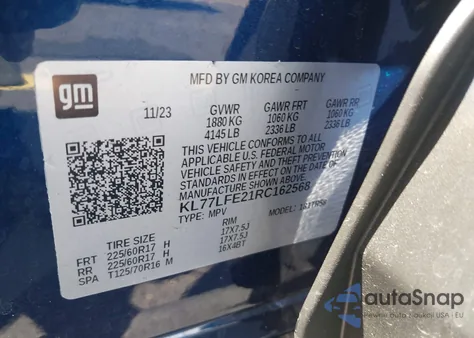 gm
MFD BY GM KOREA COMPANY
11/23 GVWR GAWR FRT GAWR RR
1880 KG 1060 KG 1060 KG
4145 LB 2336 LB 2336 LB
THIS VEHICLE CONFORMS TO ALL
APPLICABLE U.S. FEDERAL MOTOR
VEHICLE SAFETY AND THEFT PREVENTION
STANDARDS IN EFFECT ON THE DATE OF
MANUFACTURE SHOWN ABOVE.
KL77LFE21RC162568
TYPE: MPV MODEL:
TIRE SIZE RIM
FRT 225/60R17 H 17X7.5J
RR 225/60R17 H 17X7.5J
SPA T125/70R16 M 16X4BT
autoSnap